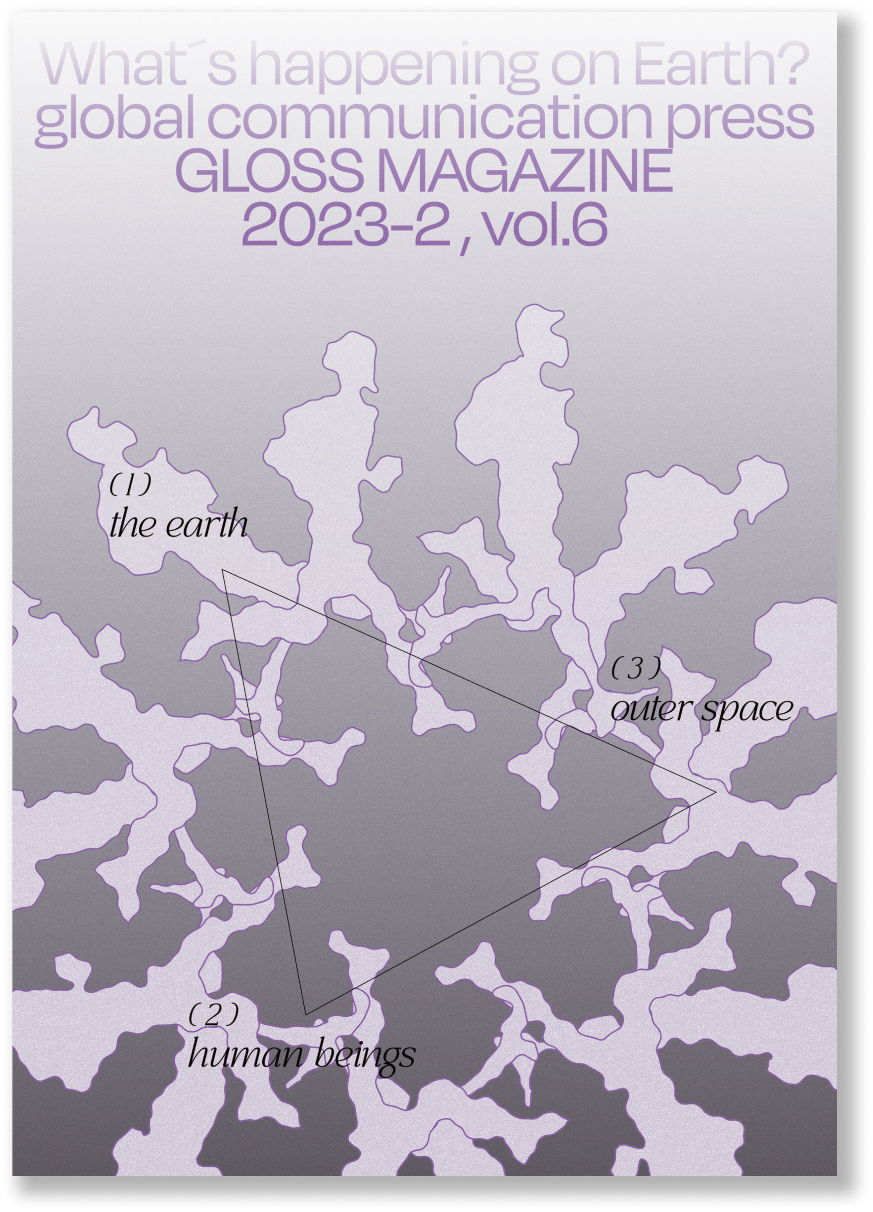 What´s happening on Earth?
global communication press
GLOSS MAGAZINE
2023-2 , vol.6
(1)
the earth
(3)
outer space
(2)
human beings